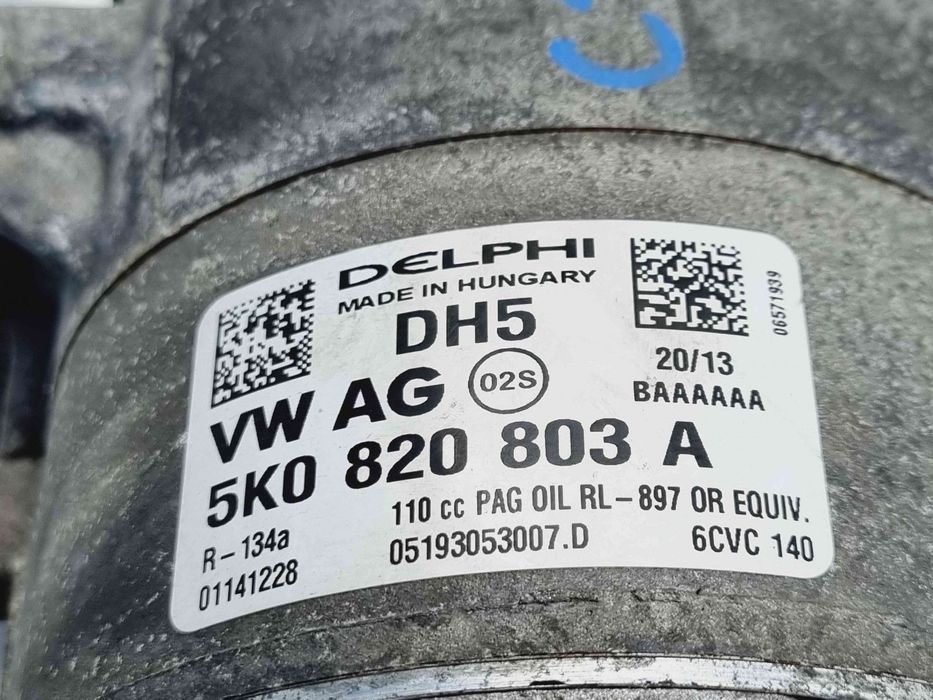 DELPHI
MADE IN HUNGARY
DH5
06571939
VW AG 02S
20/13
BAAAAAA
5K0 820 803 A
R-134a
110 cc PAG OIL RL-897 OR EQUIV.
01141228
05193053007.D
6CVC 140